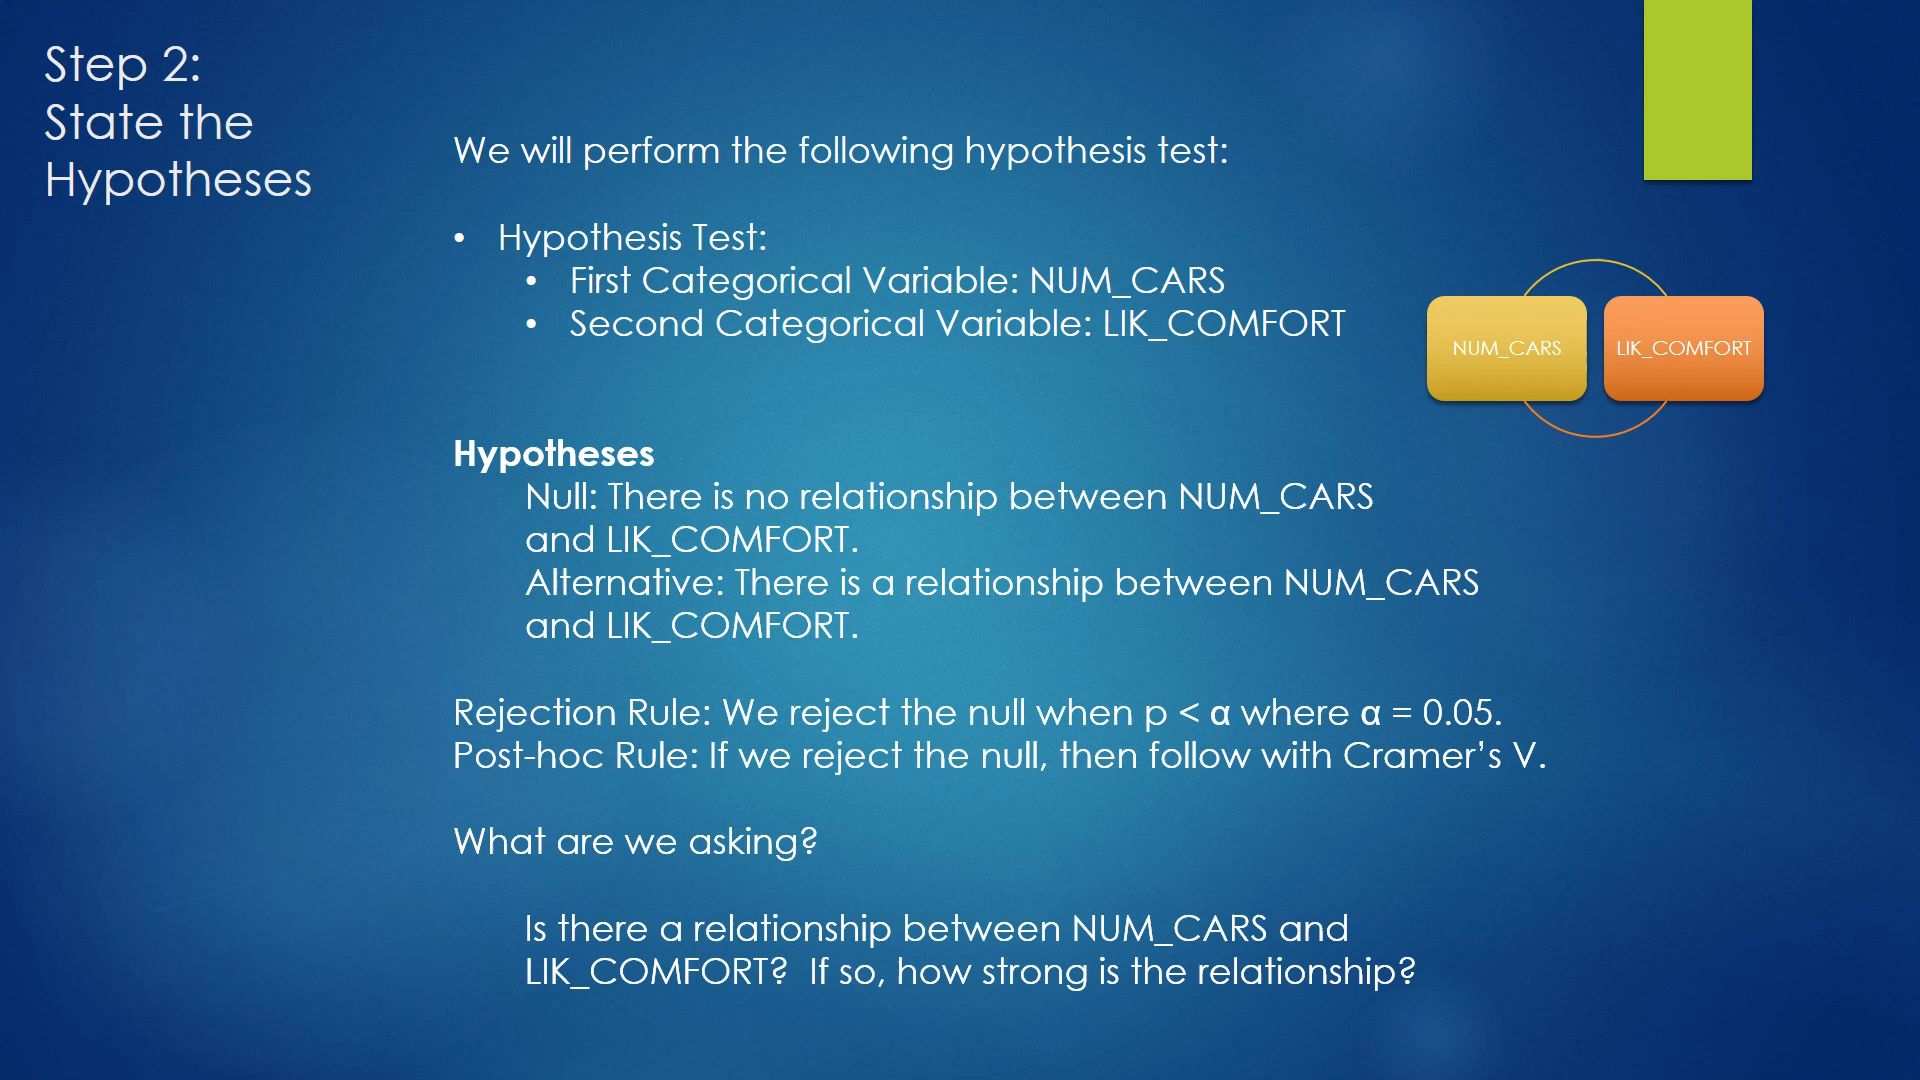 Step 2:
State the
Hypotheses
We will perform the following hypothesis test:
• Hypothesis Test:
• First Categorical Variable: NUM_CARS
• Second Categorical Variable: LIK_COMFORT
NUM_CARS
LIK_COMFORT
Hypotheses
Null: There is no relationship between NUM_CARS
and LIK_COMFORT.
Alternative: There is a relationship between NUM_CARS
and LIK_COMFORT.
Rejection Rule: We reject the null when p < α where α = 0.05.
Post-hoc Rule: If we reject the null, then follow with Cramer’s V.
What are we asking?
Is there a relationship between NUM_CARS and
LIK_COMFORT?  If so, how strong is the relationship?